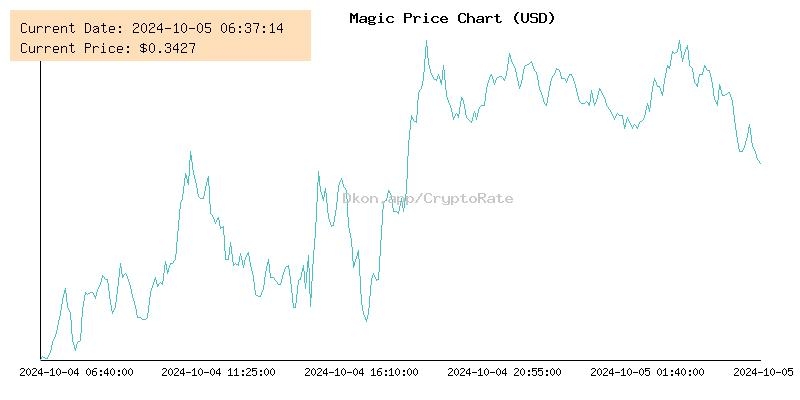 Magic Price Chart (USD)
Current Date: 2024-10-05 06:37:14
Current Price: $0.3427
Dkon.app/CryptoRate
2024-10-04 06:40:00 2024-10-04 11:25:00 2024-10-04 16:10:00 2024-10-04 20:55:00 2024-10-05 01:40:00 2024-10-05